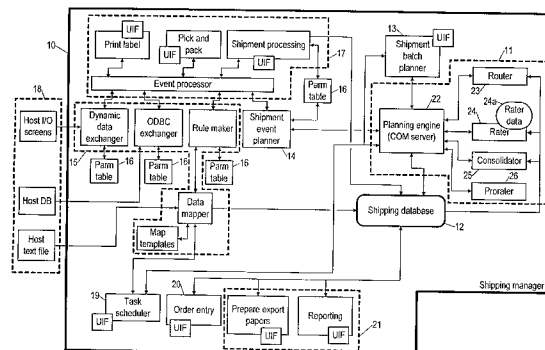 10
UIF
Print label
Pick and pack
UIF
Shipment processing
UIF
17
13
UIF
Shipment batch planner
11
Event processor
Parm table
16
22
Router
23
24a
Rater data
18
Host I/O screens
Dynamic data exchanger
ODBC exchanger
Rule maker
Shipment event planner
14
Planning engine (COM server)
24
Rater
15
16
Parm table
16
Parm table
16
Parm table
Consolidator
25
26
Prorater
Host DB
Data mapper
Map templates
Shipping database
12
Host text file
Shipping manager
19
Task scheduler
UIF
20
Order entry
UIF
Prepare export papers
UIF
Reporting
UIF
21